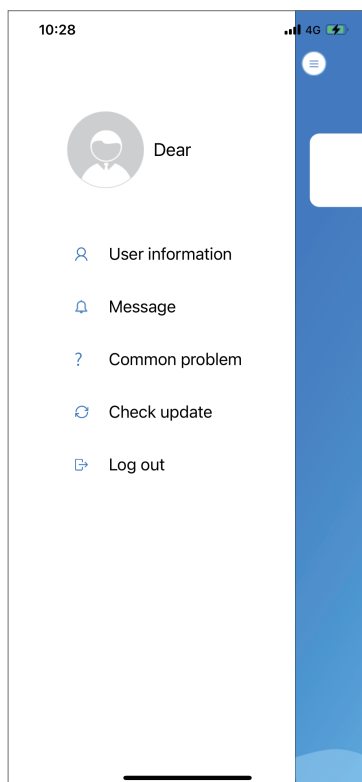 10:28
4G
Dear
User information
Message
? Common problem
Check update
Log out